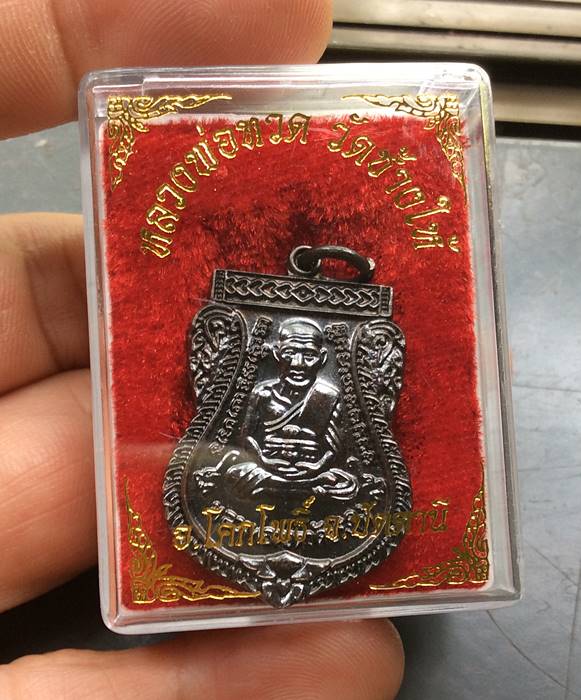 หลวงพ่อทวด วัดช้างให้
อ.โคกโพธิ์ จ.ปัตตานี